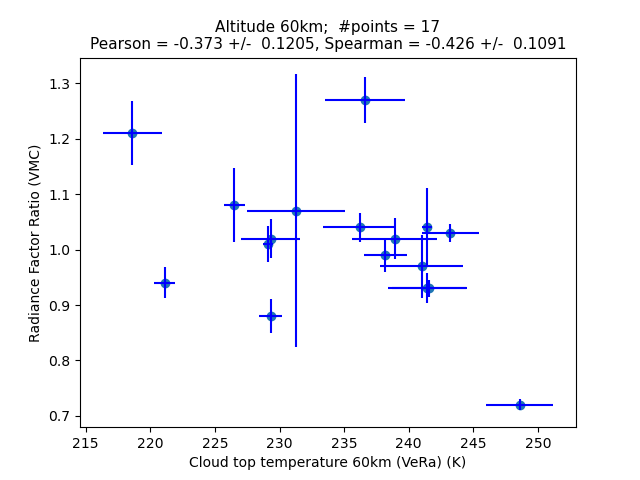 Altitude 60km;  #points = 17
Pearson = -0.373 +/-  0.1205, Spearman = -0.426 +/-  0.1091
Radiance Factor Ratio (VMC)
1.3
1.2
1.1
1.0
0.9
0.8
0.7
215 220 225 230 235 240 245 250
Cloud top temperature 60km (VeRa) (K)